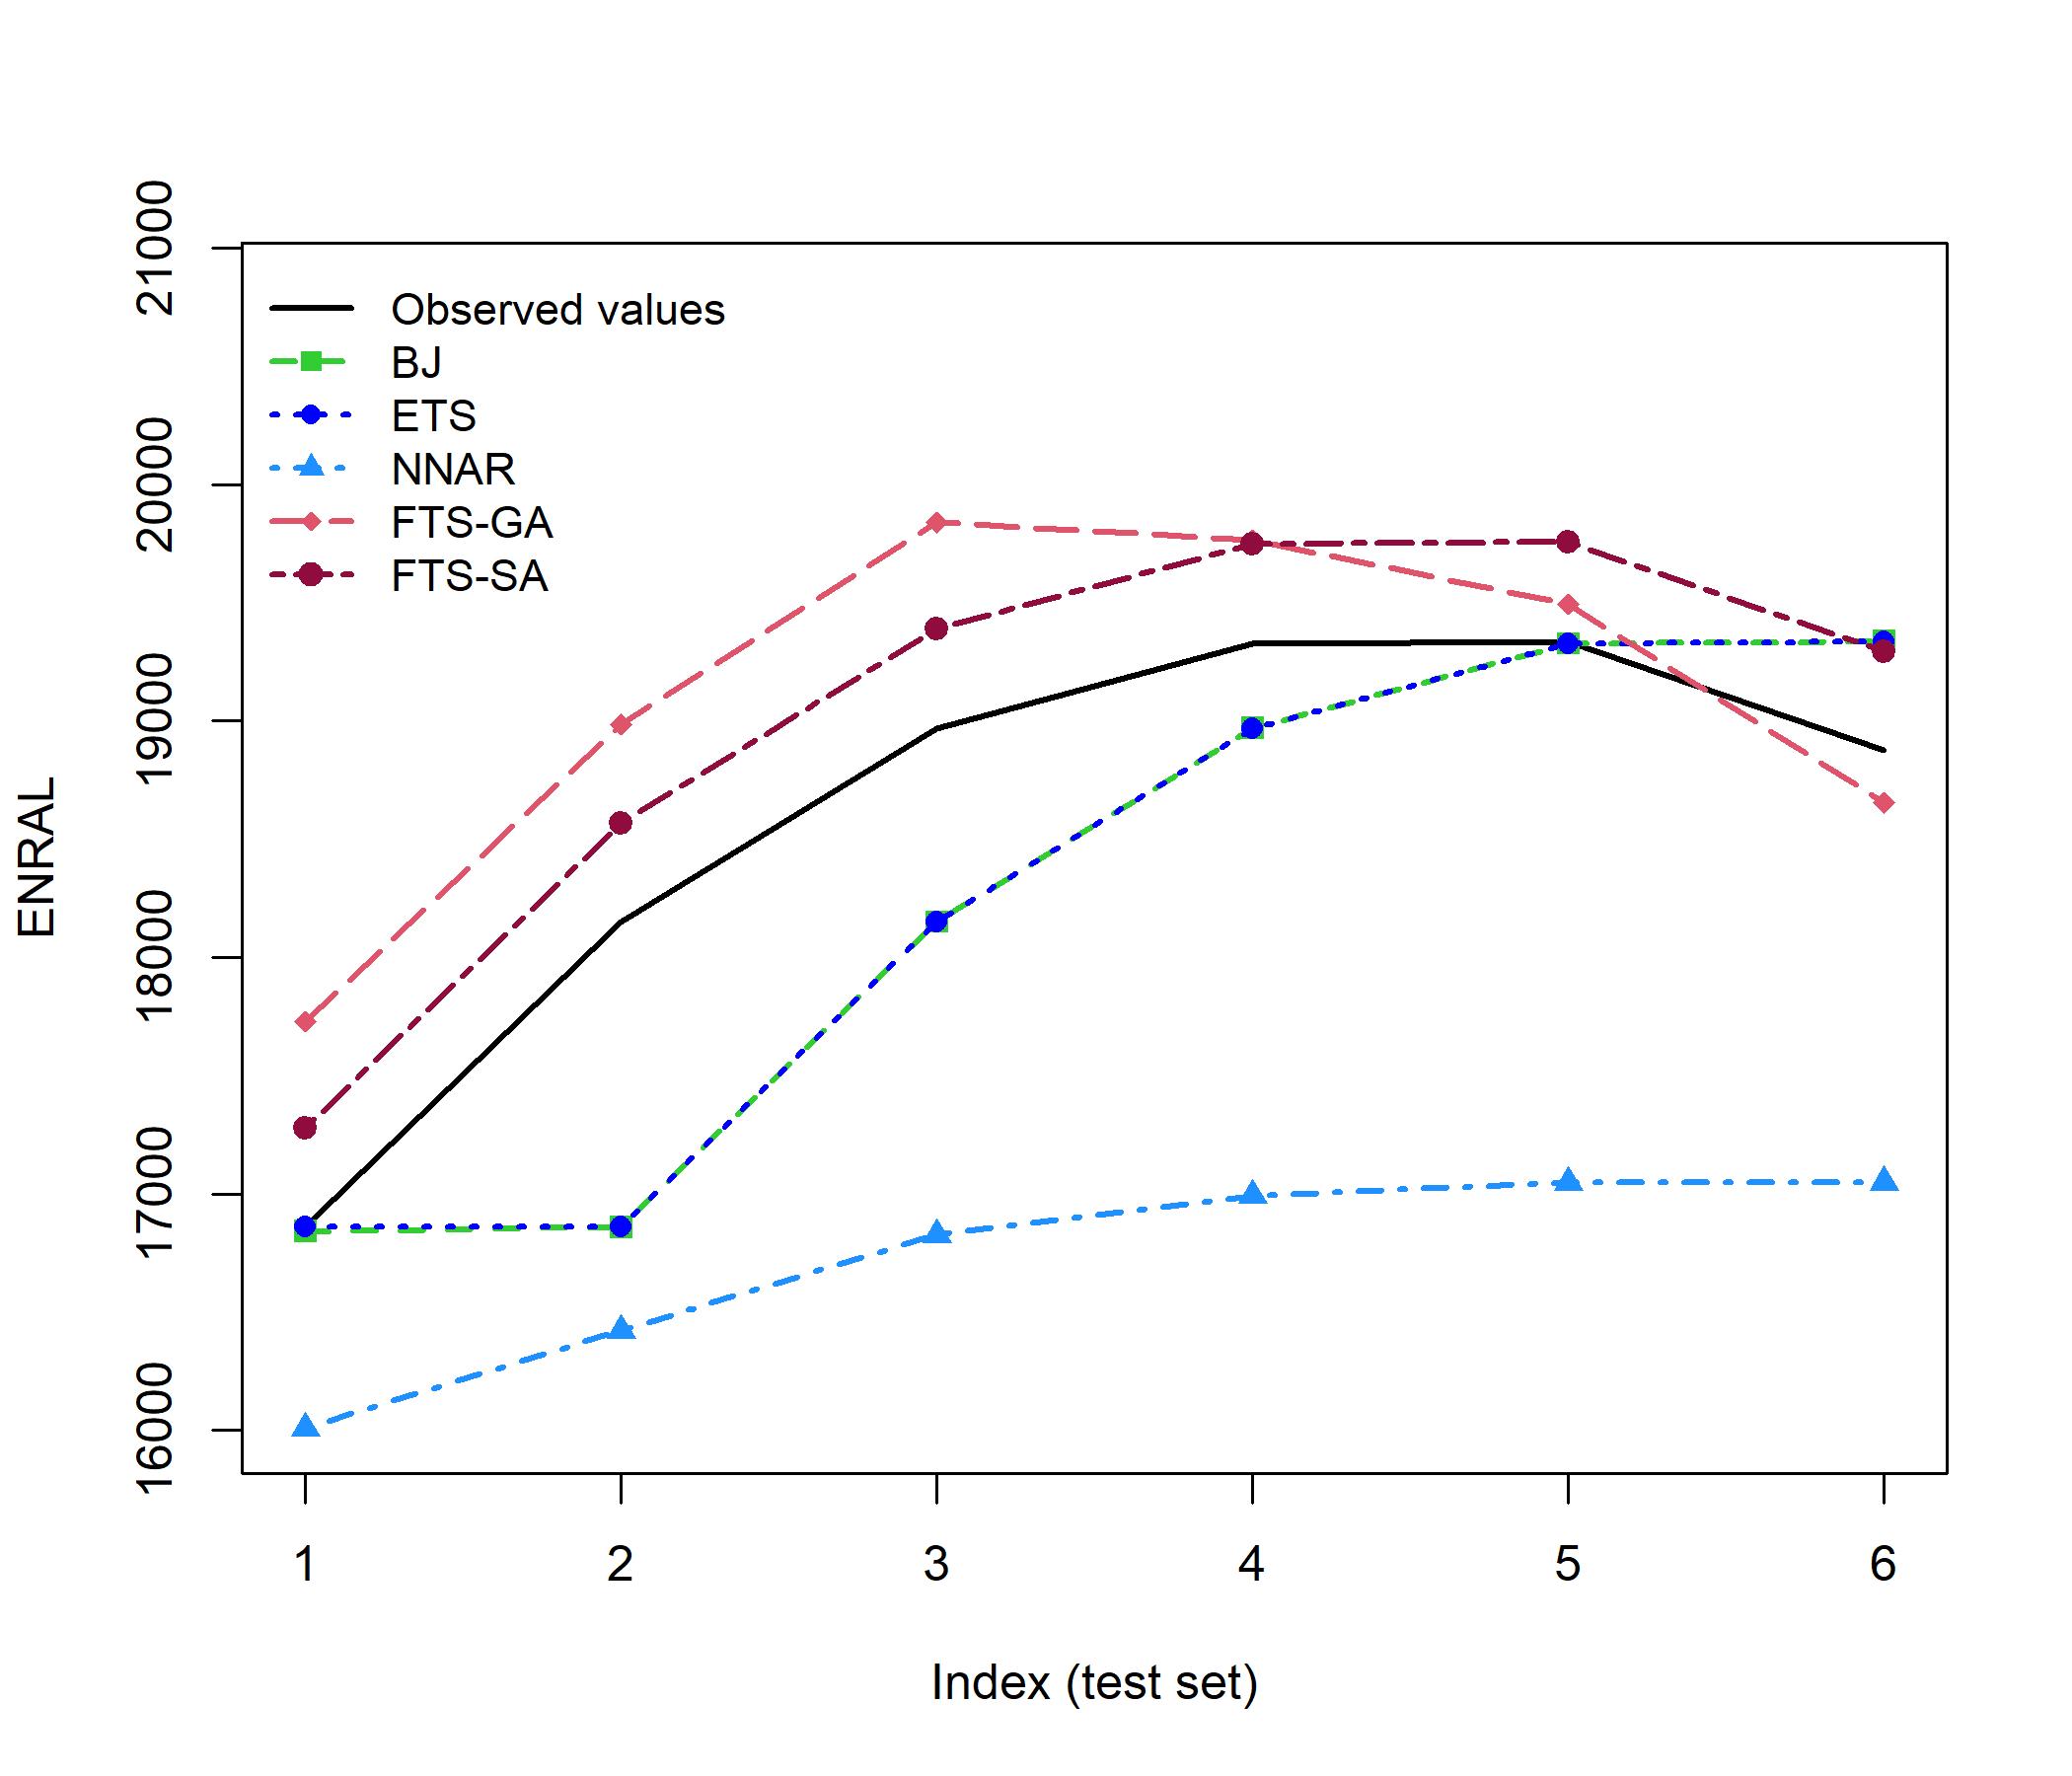 Observed values
BJ
ETS
NNAR
FTS-GA
FTS-SA
21000
20000
19000
18000
17000
16000
ENRAL
1 2 3 4 5 6
Index (test set)